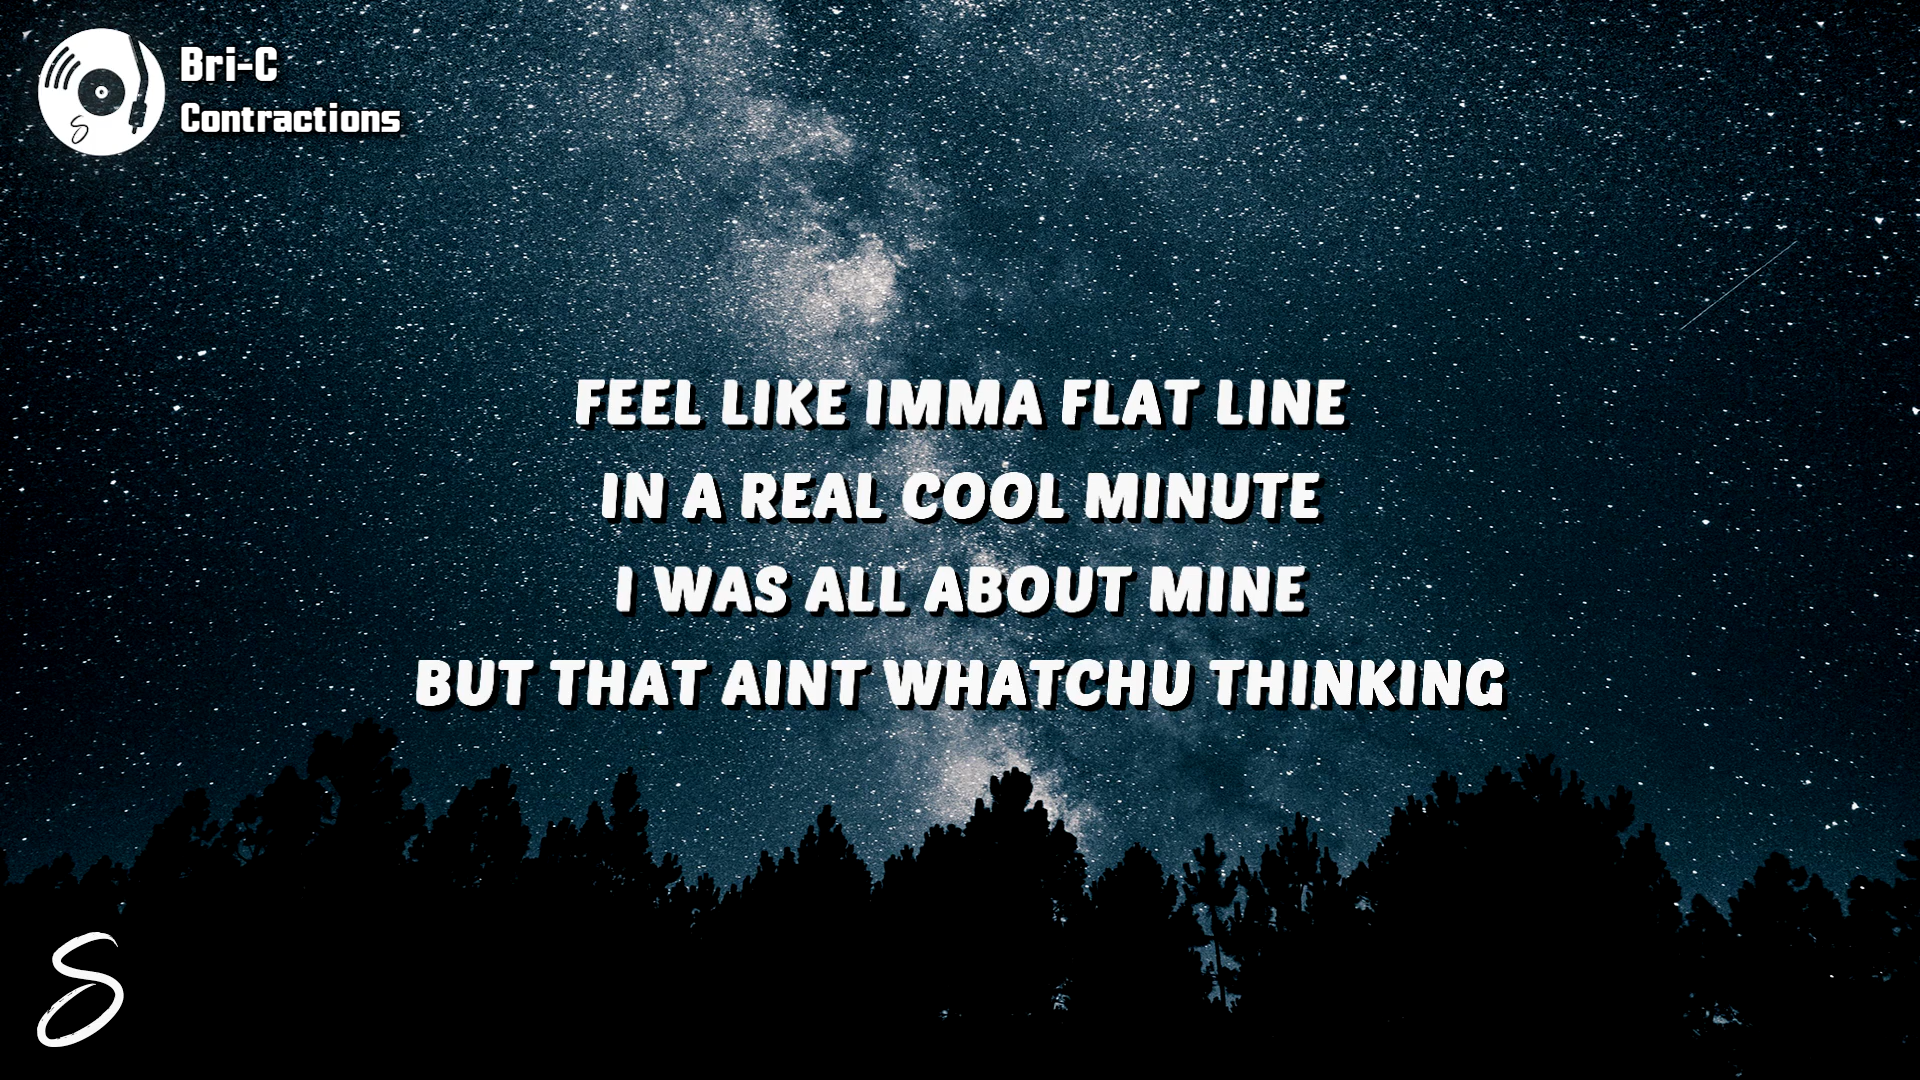 Bri-C
Contractions
FEEL LIKE IMMA FLAT LINE
IN A REAL COOL MINUTE
I WAS ALL ABOUT MINE
BUT THAT AINT WHATCHU THINKING
S